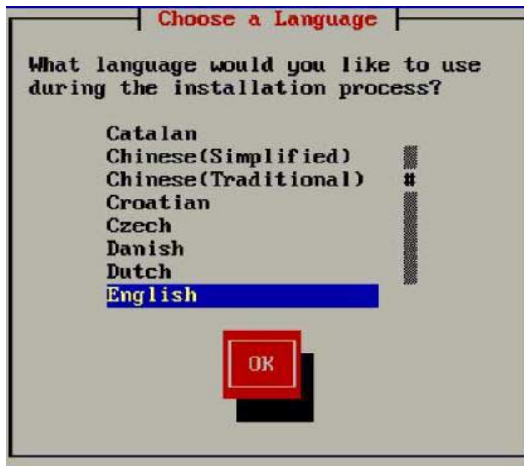 Choose a Language
What language would you like to use
during the installation process?
Catalan
Chinese(Simplified)
Chinese(Traditional) #
Croatian
Czech
Danish
Dutch
English
OK